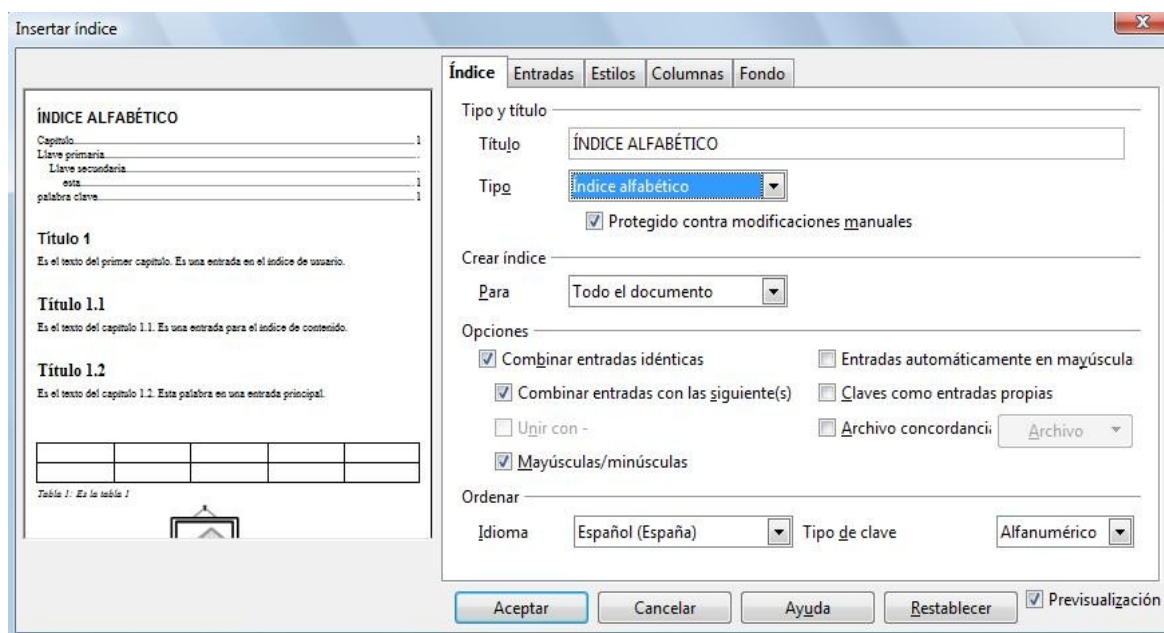 Insertar índice
ÍNDICE ALFABÉTICO
Capítulo 1
Llave primaria
Llave secundaria
esta 1
palabra clave 1
Título 1
Es el texto del primer capítulo. Es una entrada en el índice de usuario.
Título 1.1
Es el texto del capítulo 1.1. Es una entrada para el índice de contenido.
Título 1.2
Es el texto del capítulo 1.2. Esta palabra en una entrada principal.
Tabla 1: Es la tabla 1
Índice Entradas Estilos Columnas Fondo
Tipo y título
Título ÍNDICE ALFABÉTICO
Tipo Índice alfabético
Protegido contra modificaciones manuales
Crear índice
Para Todo el documento
Opciones
Combinar entradas idénticas Entradas automáticamente en mayúscula
Combinar entradas con las siguiente(s) Claves como entradas propias
Unir con - Archivo concordancia Archivo
Mayúsculas/minúsculas
Ordenar
Idioma Español (España) Tipo de clave Alfanumérico
Aceptar Cancelar Ayuda Restablecer Previsualización